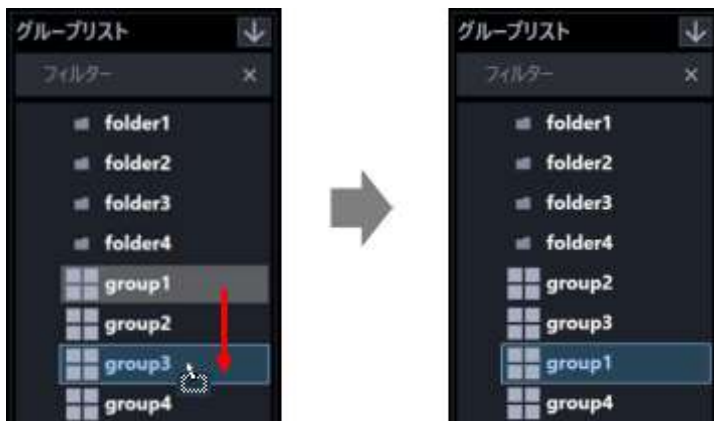 グループリスト
フィルター ×
folder1
folder2
folder3
folder4
group1
group2
group3
group4
グループリスト
フィルター ×
folder1
folder2
folder3
folder4
group2
group3
group1
group4